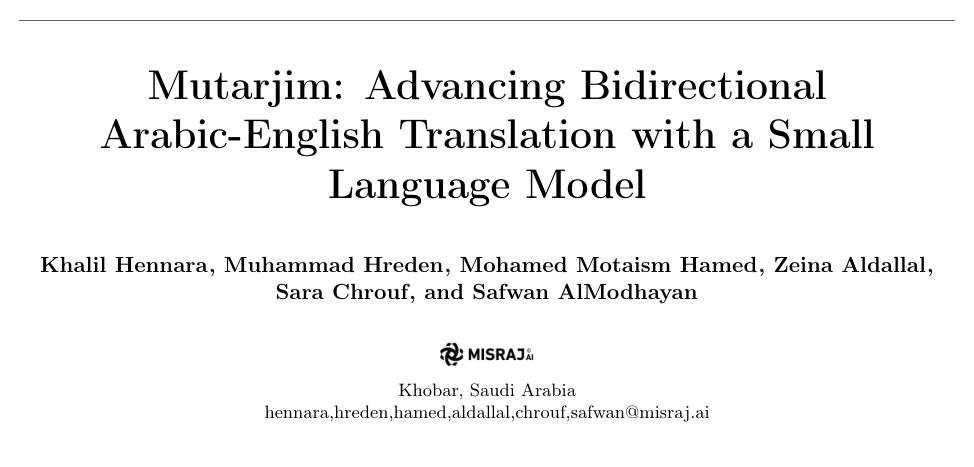 Mutarjim: Advancing Bidirectional
Arabic-English Translation with a Small
Language Model
Khalil Hennara, Muhammad Hreden, Mohamed Motaism Hamed, Zeina Aldallal,
Sara Chrouf, and Safwan AlModhayan
MISRAJ AI
Khobar, Saudi Arabia
hennara,hreden,hamed,aldallal,chrouf,safwan@misraj.ai